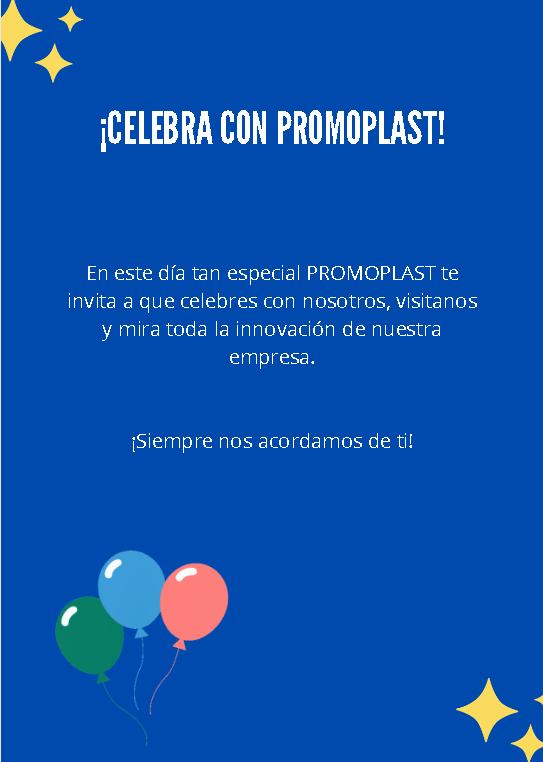 ¡CELEBRA CON PROMOPLAST!
En este día tan especial PROMOPLAST te
invita a que celebres con nosotros, visitanos
y mira toda la innovación de nuestra
empresa.
¡Siempre nos acordamos de ti!